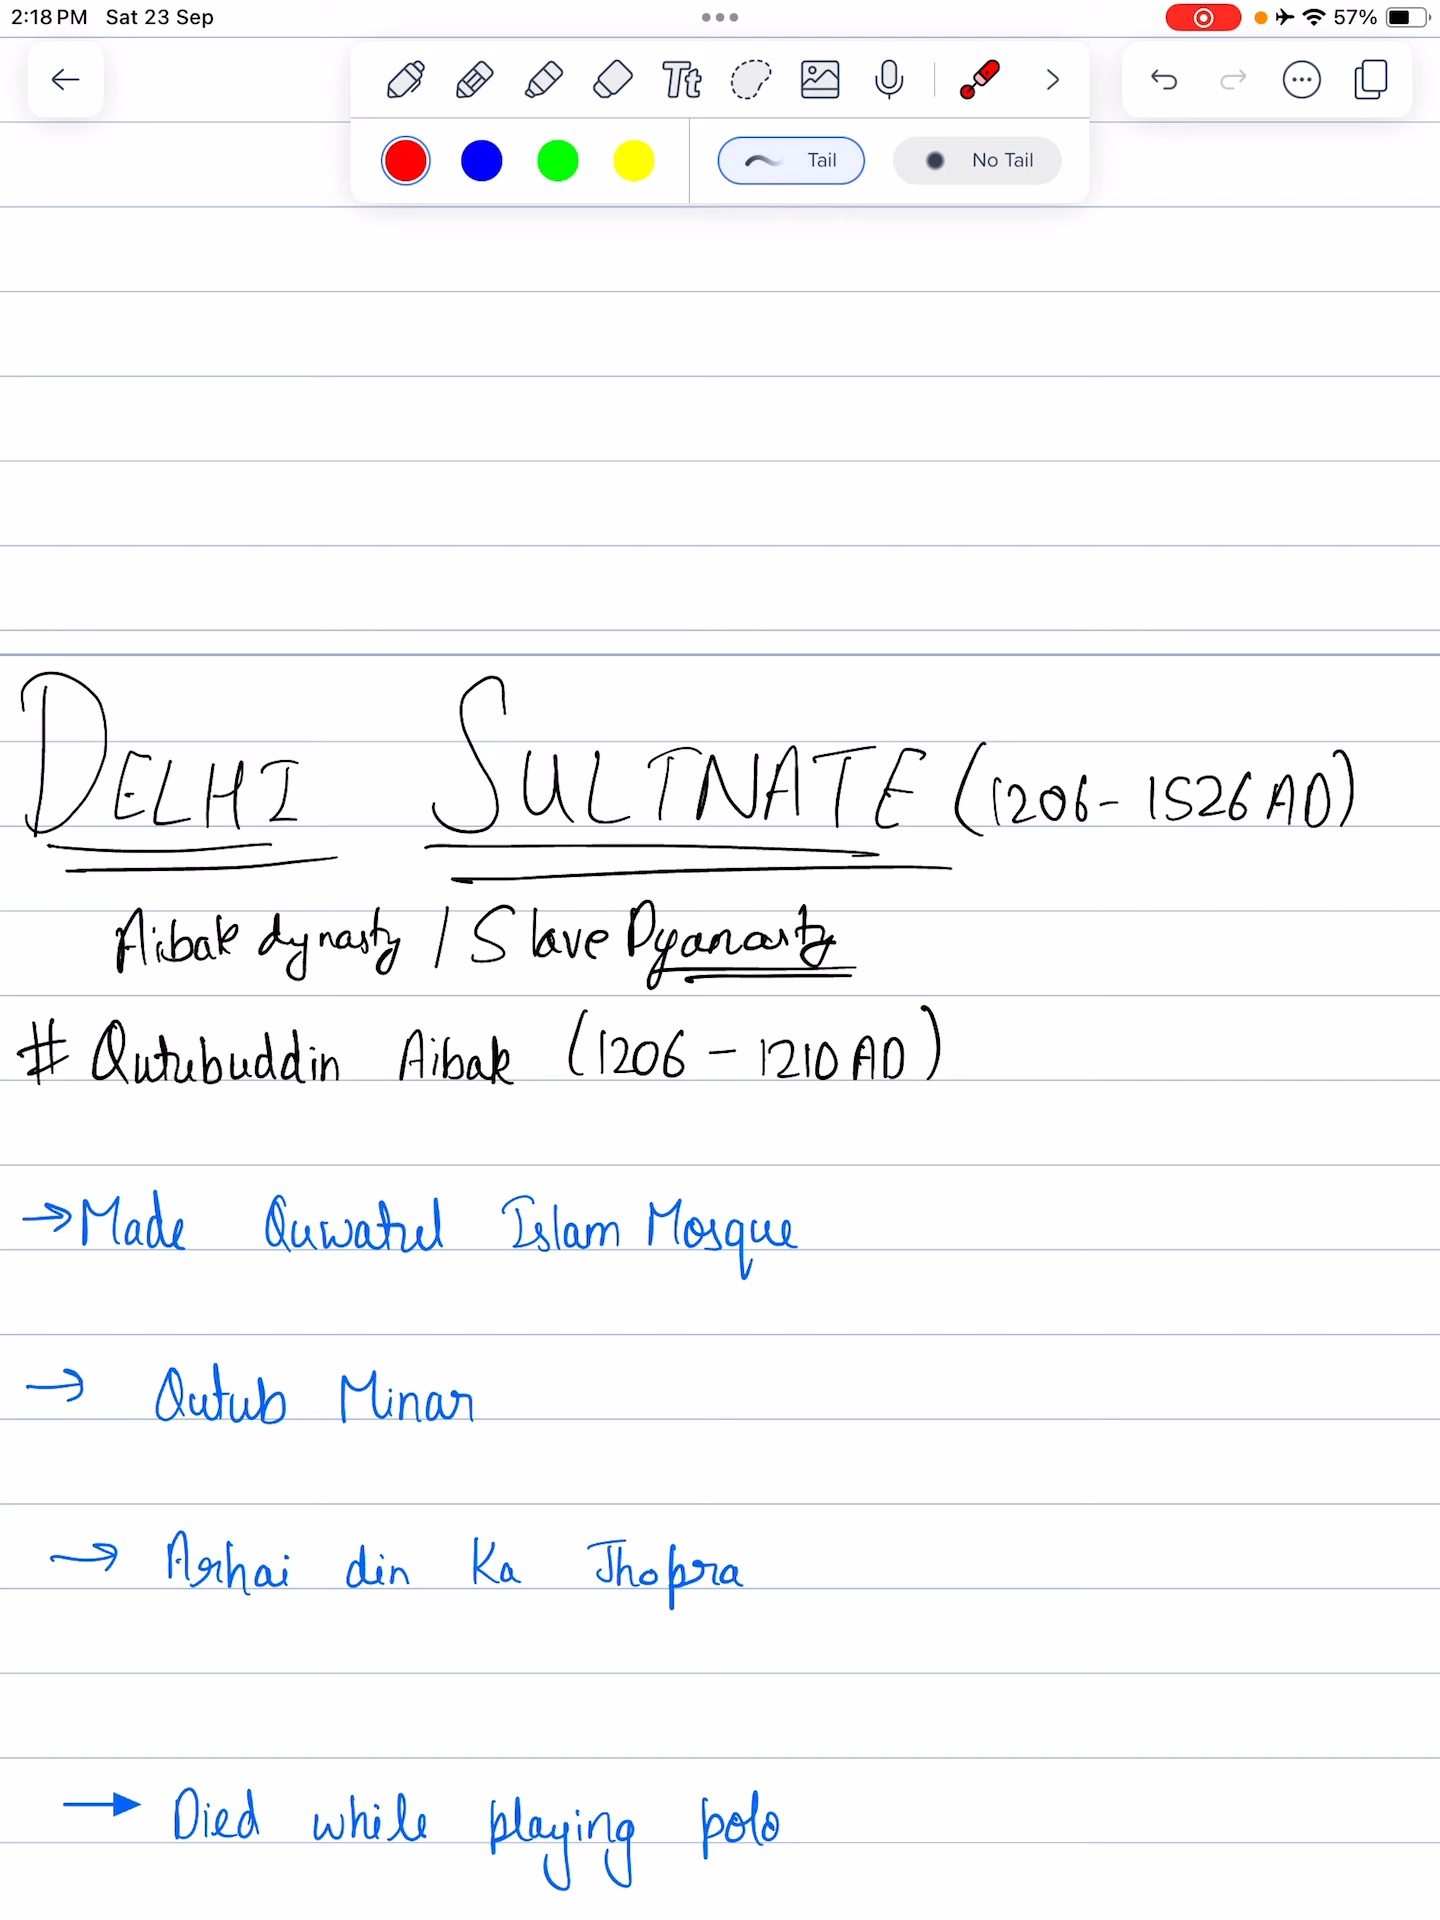 2:18 PM Sat 23 Sep 57%
Tt
Tail No Tail
DELHI SULTNATE (1206- 1526 AD)
Aibak dynasty / Slave Dyanasty
# Qutubuddin Aibak (1206 - 1210 AD)
→ Made Quwatul Islam Mosque
→ Qutub Minar
→ Arhai din Ka Jhopra
→ Died while playing polo